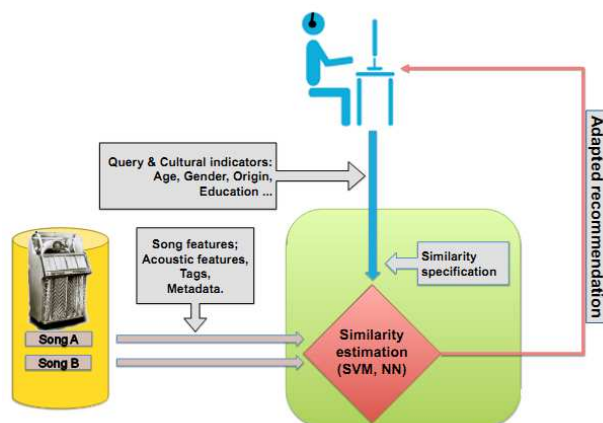 Query & Cultural indicators:
Age, Gender, Origin,
Education ...
Adapted recommendation
Song features;
Acoustic features,
Tags,
Metadata.
Similarity
specification
Song A
Song B
Similarity
estimation
(SVM, NN)